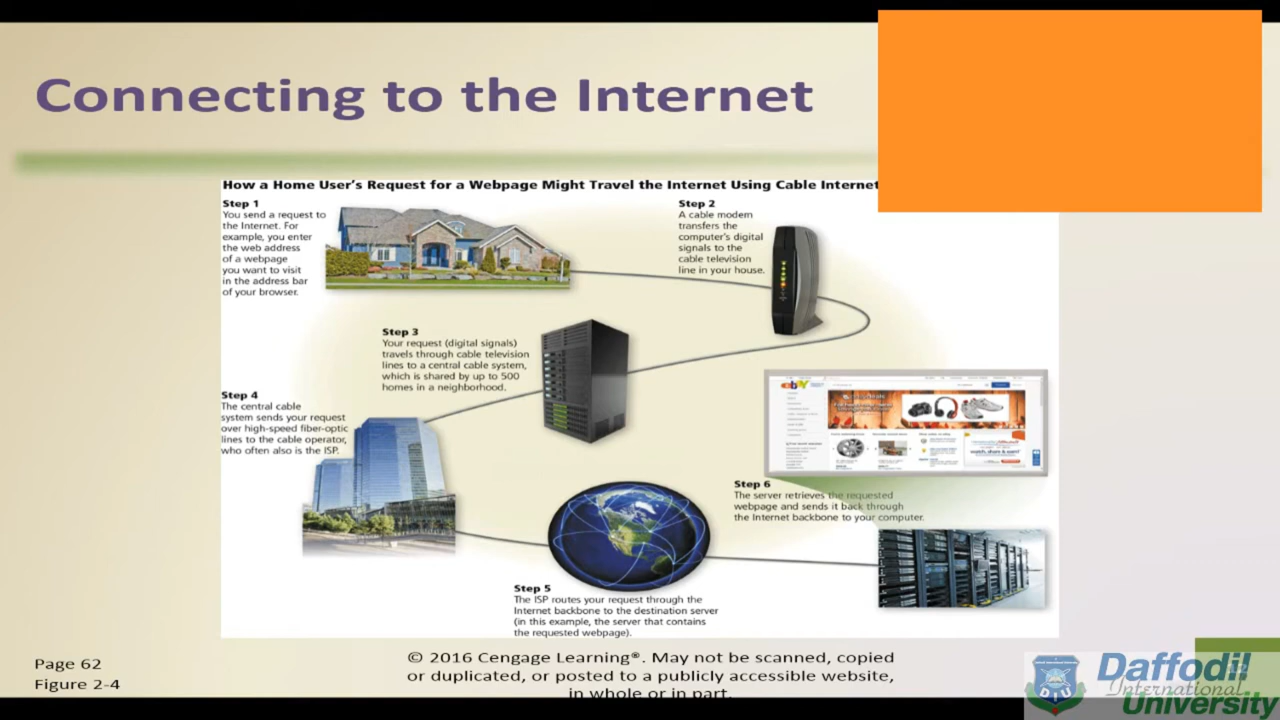 Connecting to the Internet
How a Home User's Request for a Webpage Might Travel the Internet Using Cable Internet
Step 1
You send a request to
the Internet. For
example, you enter
the web address
of a webpage
you want to visit
in the address bar
of your browser.
Step 2
A cable modem
transfers the
computer's digital
signals to the
cable television
line in your house.
Step 3
Your request (digital signals)
travels through cable television
lines to a central cable system,
which is shared by up to 500
homes in a neighborhood.
Step 4
The central cable
system sends your request
over high-speed fiber-optic
lines to the cable operator,
who often also is the ISP.
ebay
Step 6
The server retrieves the requested
webpage and sends it back through
the Internet backbone to your computer.
Step 5
The ISP routes your request through the
Internet backbone to the destination server
(in this example, the server that contains
the requested webpage).
Page 62
Figure 2-4
© 2016 Cengage Learning®. May not be scanned, copied
or duplicated, or posted to a publicly accessible website,
in whole or in part.
DIU
Daffodil
International
University